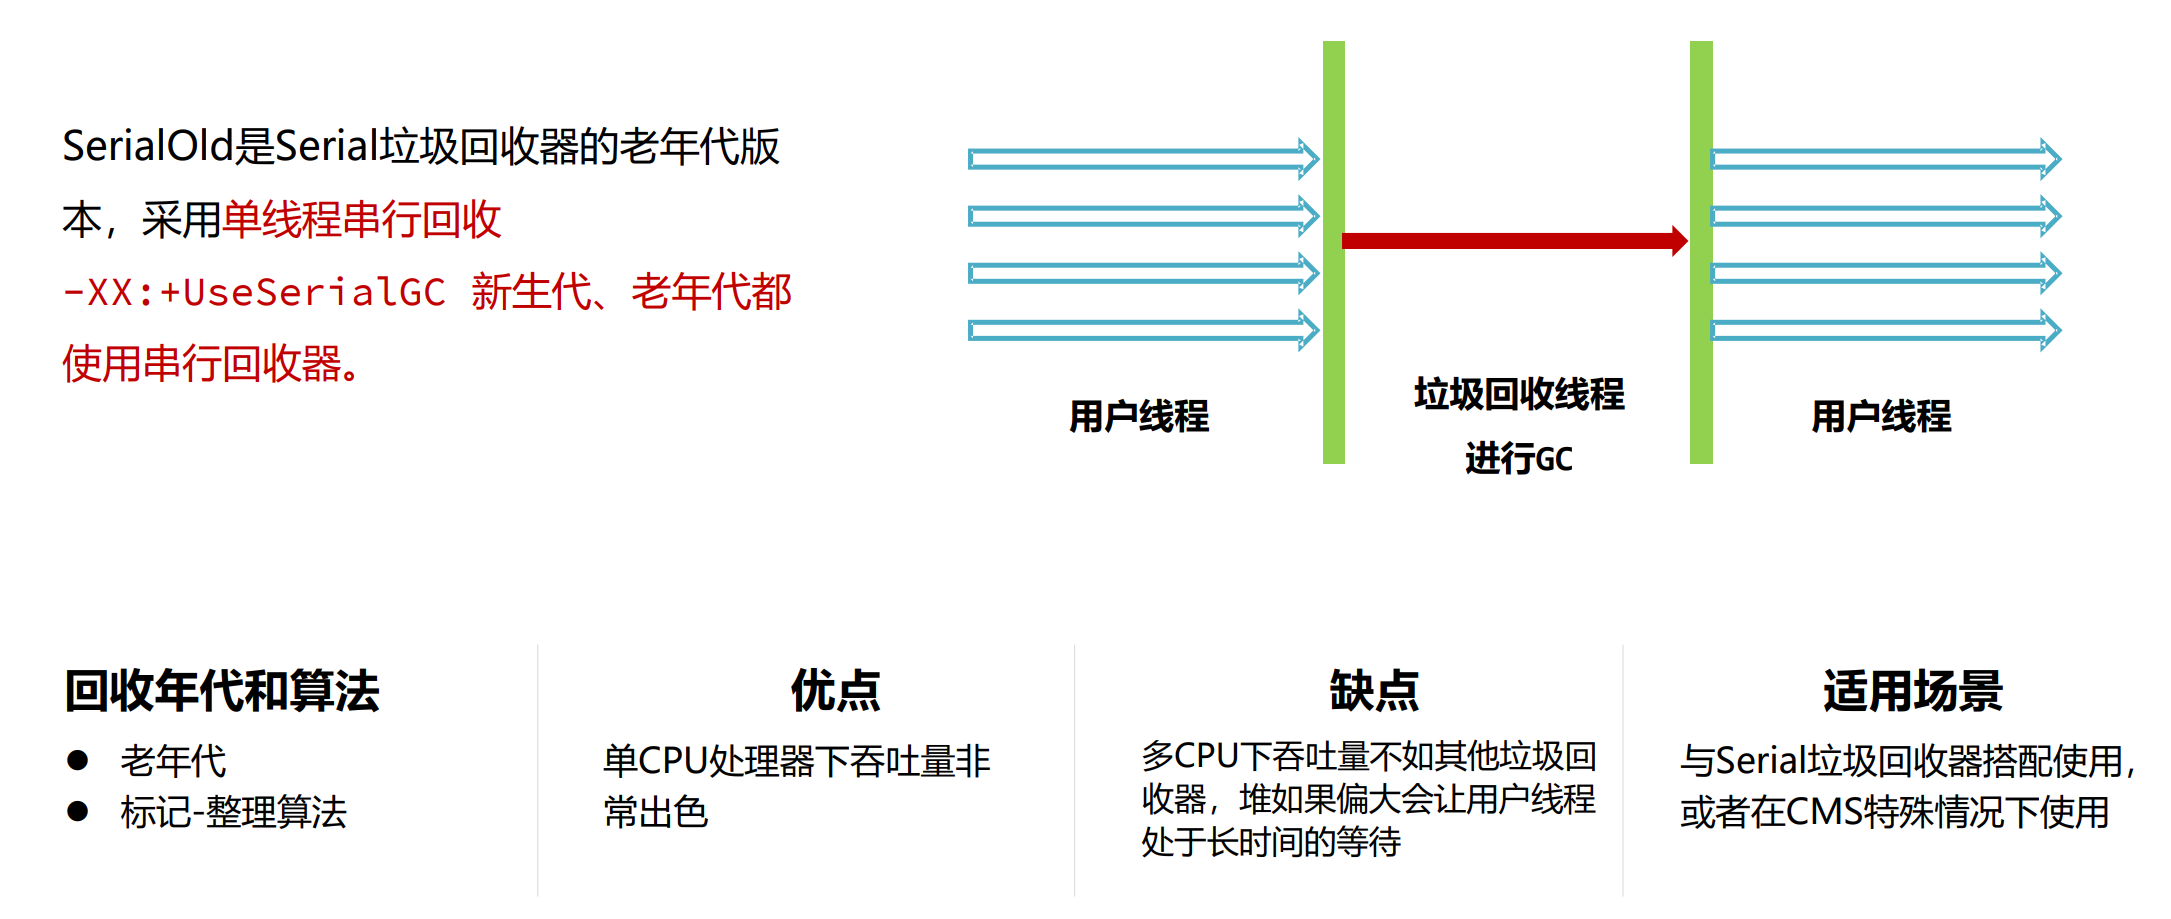 SerialOld是Serial垃圾回收器的老年代版
本，采用单线程串行回收
-XX:+UseSerialGC 新生代、老年代都
使用串行回收器。
用户线程
垃圾回收线程
进行GC
用户线程
回收年代和算法
● 老年代
● 标记-整理算法
优点
单CPU处理器下吞吐量非
常出色
缺点
多CPU下吞吐量不如其他垃圾回
收器，堆如果偏大会让用户线程
处于长时间的等待
适用场景
与Serial垃圾回收器搭配使用，
或者在CMS特殊情况下使用